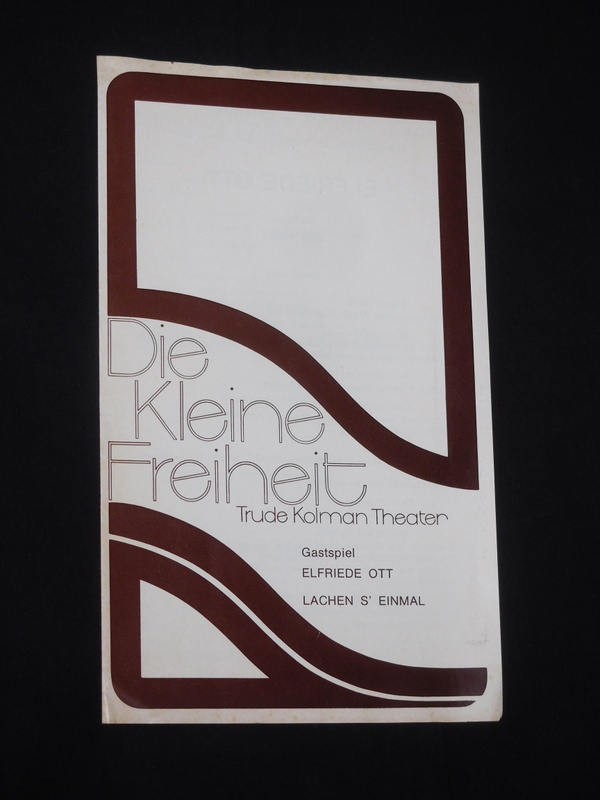 Die
Kleine
Freiheit
Trude Kolman Theater
Gastspiel
ELFRIEDE OTT
LACHEN S' EINMAL